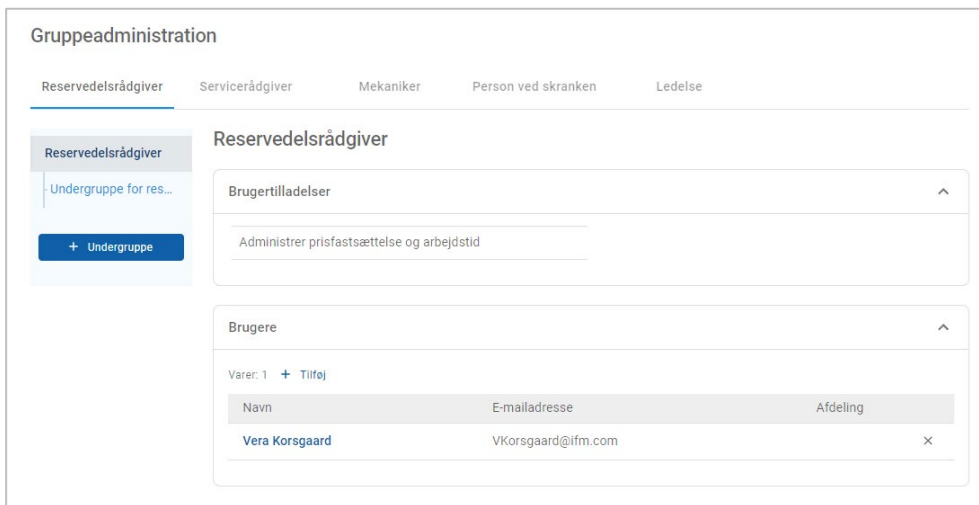 Gruppeadministration
Reservedelsrådgiver Servicerådgiver Mekaniker Person ved skranken Ledelse
Reservedelsrådgiver
Undergruppe for res...
+ Undergruppe
Reservedelsrådgiver
Brugertilladelser
Administrer prisfastsættelse og arbejdstid
Brugere
Varer: 1 + Tilføj
Navn E-mailadresse Afdeling
Vera Korsgaard VKorsgaard@ifm.com